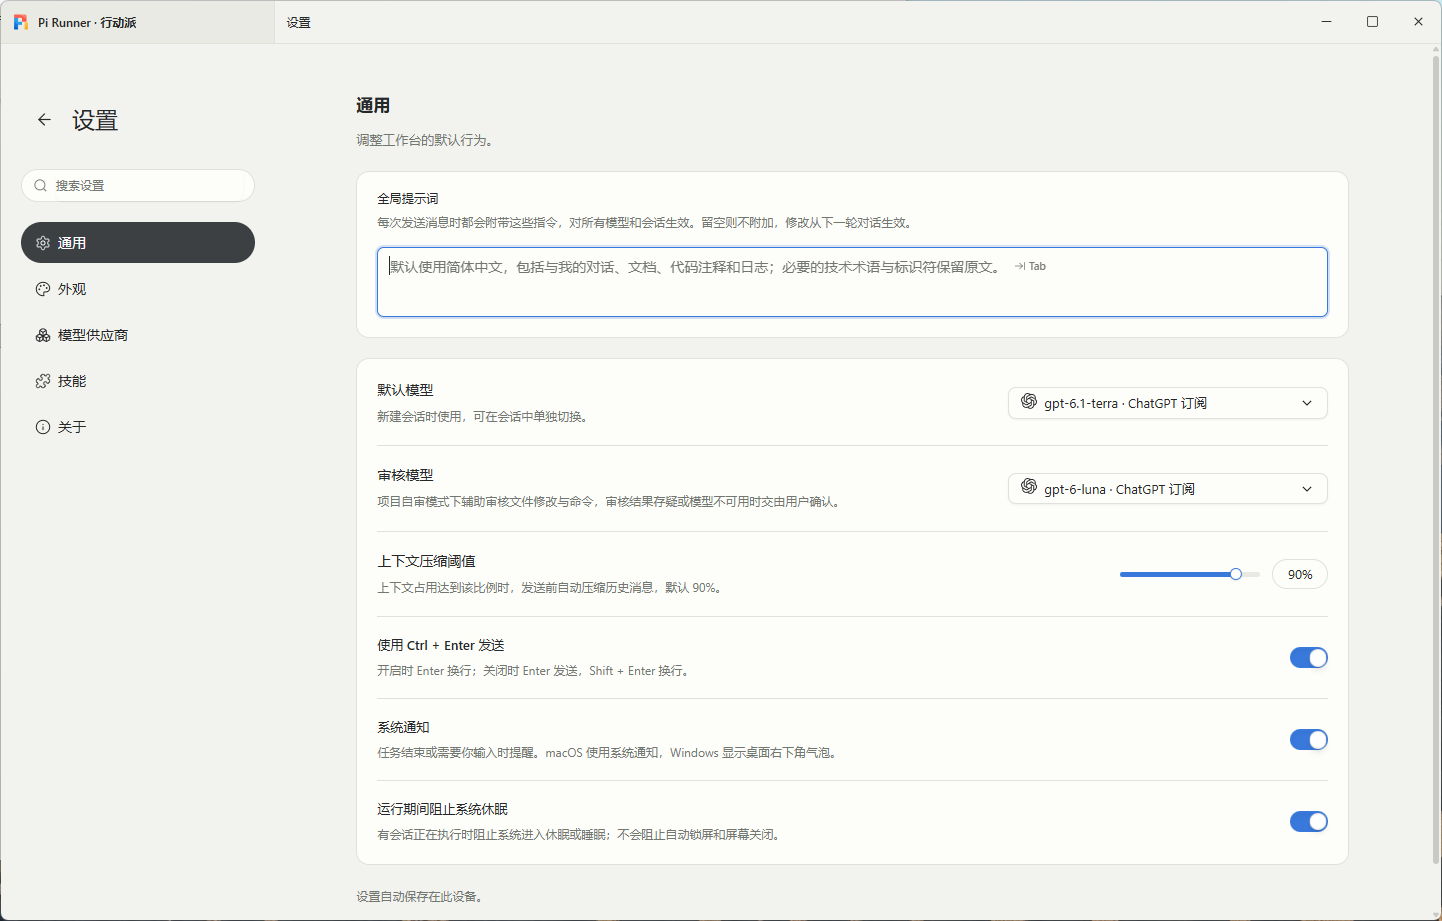 Pi Runner · 行动派
设置
设置
搜索设置
通用
外观
模型供应商
技能
关于
通用
调整工作台的默认行为。
全局提示词
每次发送消息时都会附带这些指令，对所有模型和会话生效。留空则不附加，修改从下一轮对话生效。
默认使用简体中文，包括与我的对话、文档、代码注释和日志；必要的技术术语与标识符保留原文。 Tab
默认模型
新建会话时使用，可在会话中单独切换。
gpt-6.1-terra · ChatGPT 订阅
审核模型
项目自审模式下辅助审核文件修改与命令，审核结果存疑或模型不可用时交由用户确认。
gpt-6-luna · ChatGPT 订阅
上下文压缩阈值
上下文占用达到该比例时，发送前自动压缩历史消息，默认 90%。
90%
使用 Ctrl + Enter 发送
开启时 Enter 换行；关闭时 Enter 发送，Shift + Enter 换行。
系统通知
任务结束或需要你输入时提醒。macOS 使用系统通知，Windows 显示桌面右下角气泡。
运行期间阻止系统休眠
有会话正在执行时阻止系统进入休眠或睡眠；不会阻止自动锁屏和屏幕关闭。
设置自动保存在此设备。